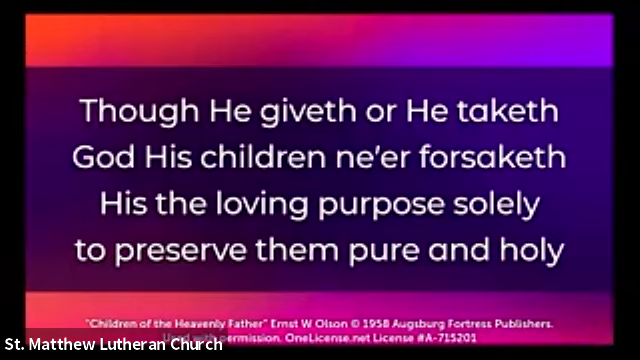 Though He giveth or He taketh
God His children ne'er forsaketh
His the loving purpose solely
to preserve them pure and holy
"Children of the Heavenly Father" Ernst W Olson © 1958 Augsburg Fortress Publishers.
permission. OneLicense.net License #A-715201
St. Matthew Lutheran Church